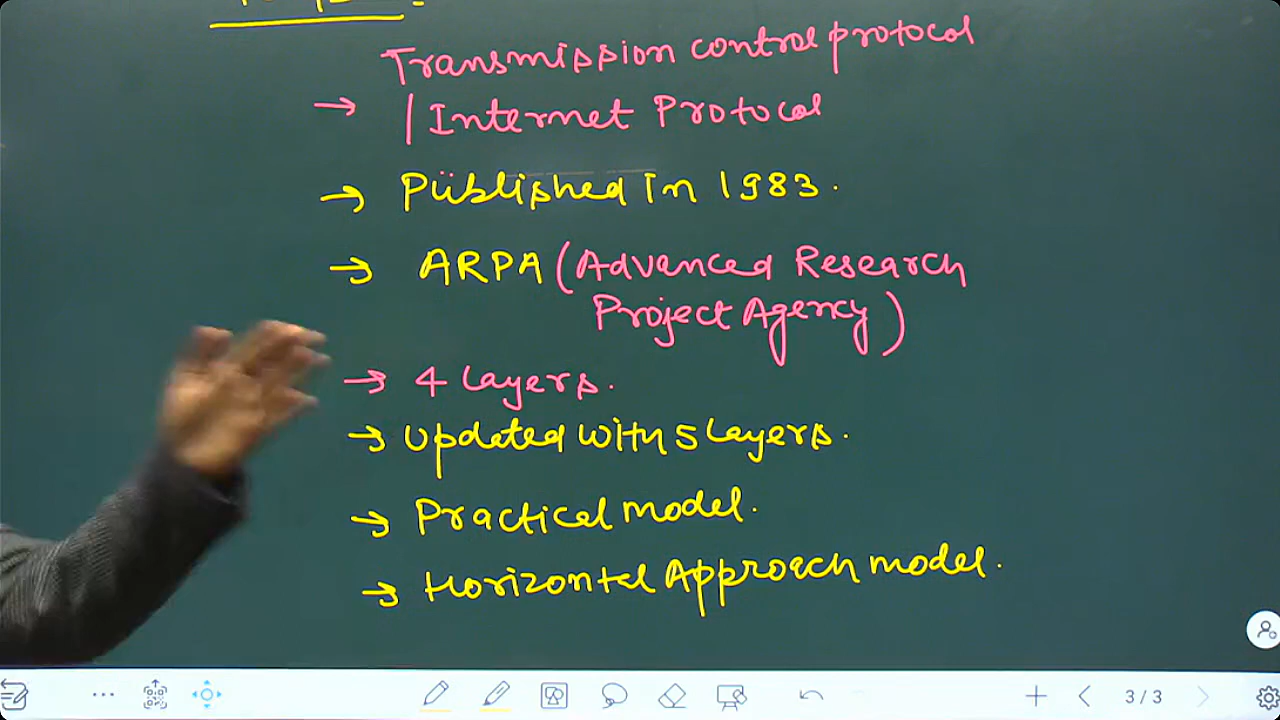 Transmission control protocol
→ | Internet Protocol
→ Published in 1983.
→ ARPA (Advanced Research
Project Agency)
→ 4 layers.
→ Updated with 5 layers.
→ Practical model.
→ Horizontal Approach model.
3/3